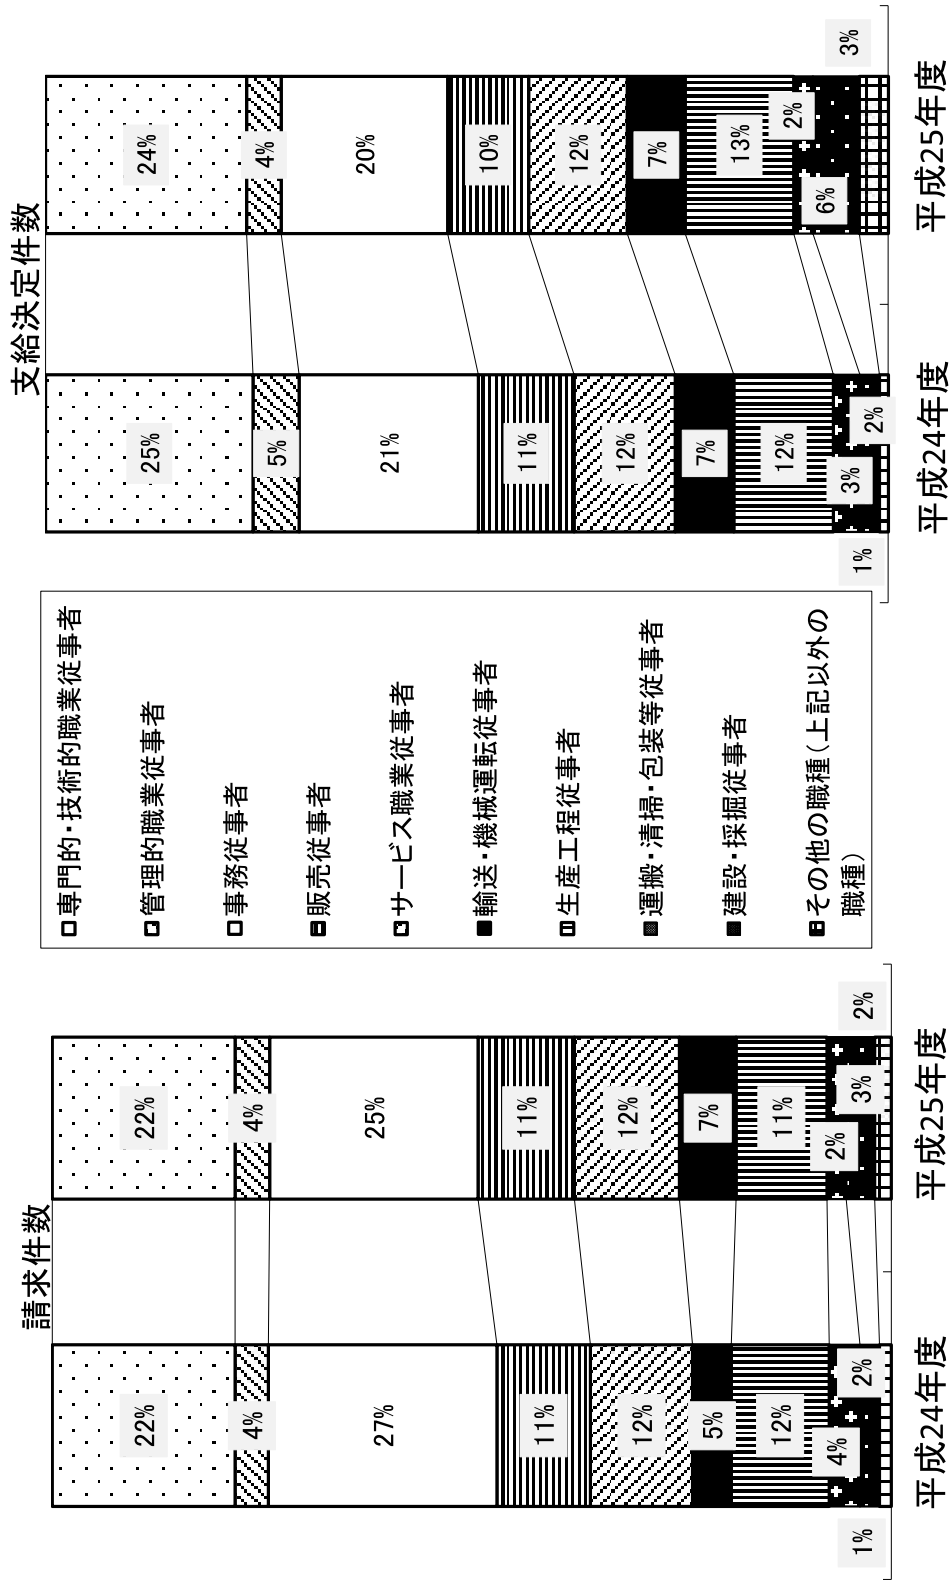 請求件数
22%
4%
27%
11%
12%
5%
12%
4%
2%
1%
平成24年度
22%
4%
25%
11%
12%
7%
11%
2%
3%
2%
平成25年度
専門的・技術的職業従事者
管理的職業従事者
事務従事者
販売従事者
サービス職業従事者
輸送・機械運転従事者
生産工程従事者
運搬・清掃・包装等従事者
建設・採掘従事者
その他の職種(上記以外の
職種)
支給決定件数
25%
5%
21%
11%
12%
7%
12%
3%
2%
1%
平成24年度
24%
4%
20%
10%
12%
7%
13%
2%
6%
3%
平成25年度